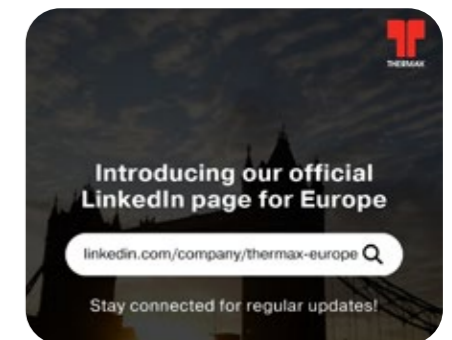 THERMAX
Introducing our official
LinkedIn page for Europe
linkedin.com/company/thermax-europe
Stay connected for regular updates!